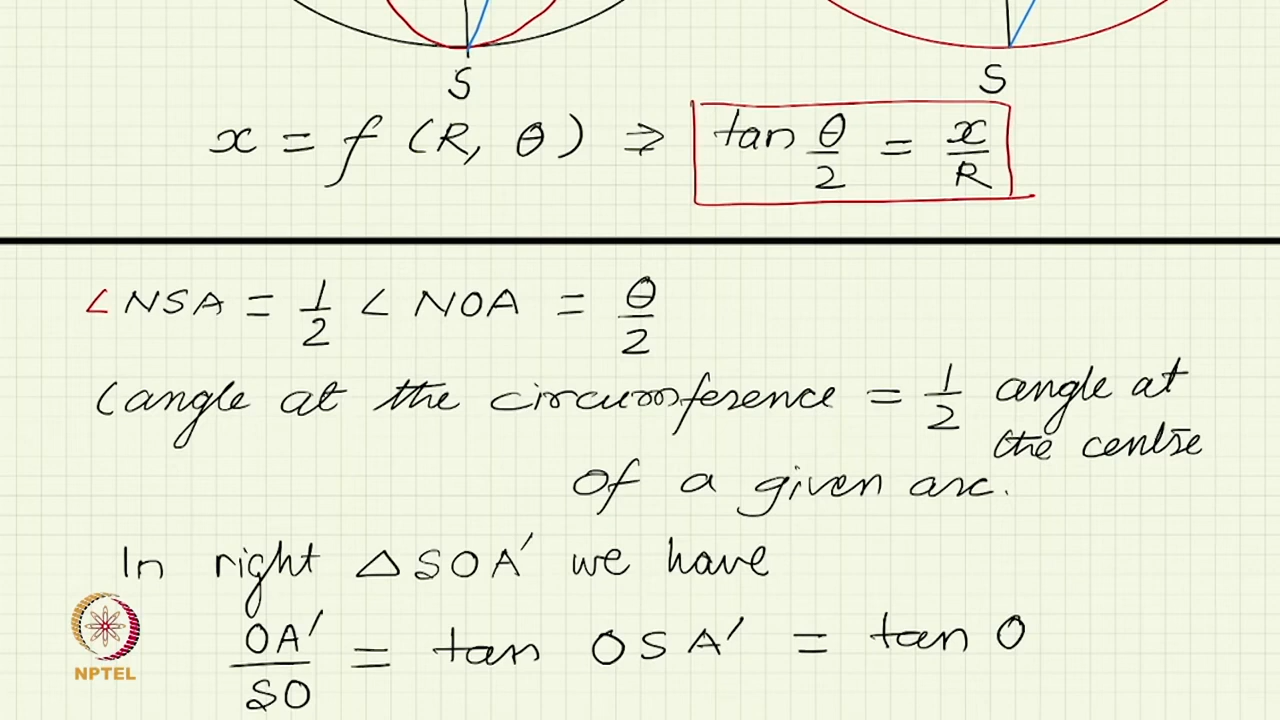 S S
x = f (R, θ) ⇒ tan θ/2 = x/R
∠NSA = 1/2 ∠ NOA = θ/2
(angle at the circumference = 1/2 angle at
the centre
of a given arc.
In right △SOA′ we have
OA′/SO = tan OSA′ = tan O
NPTEL